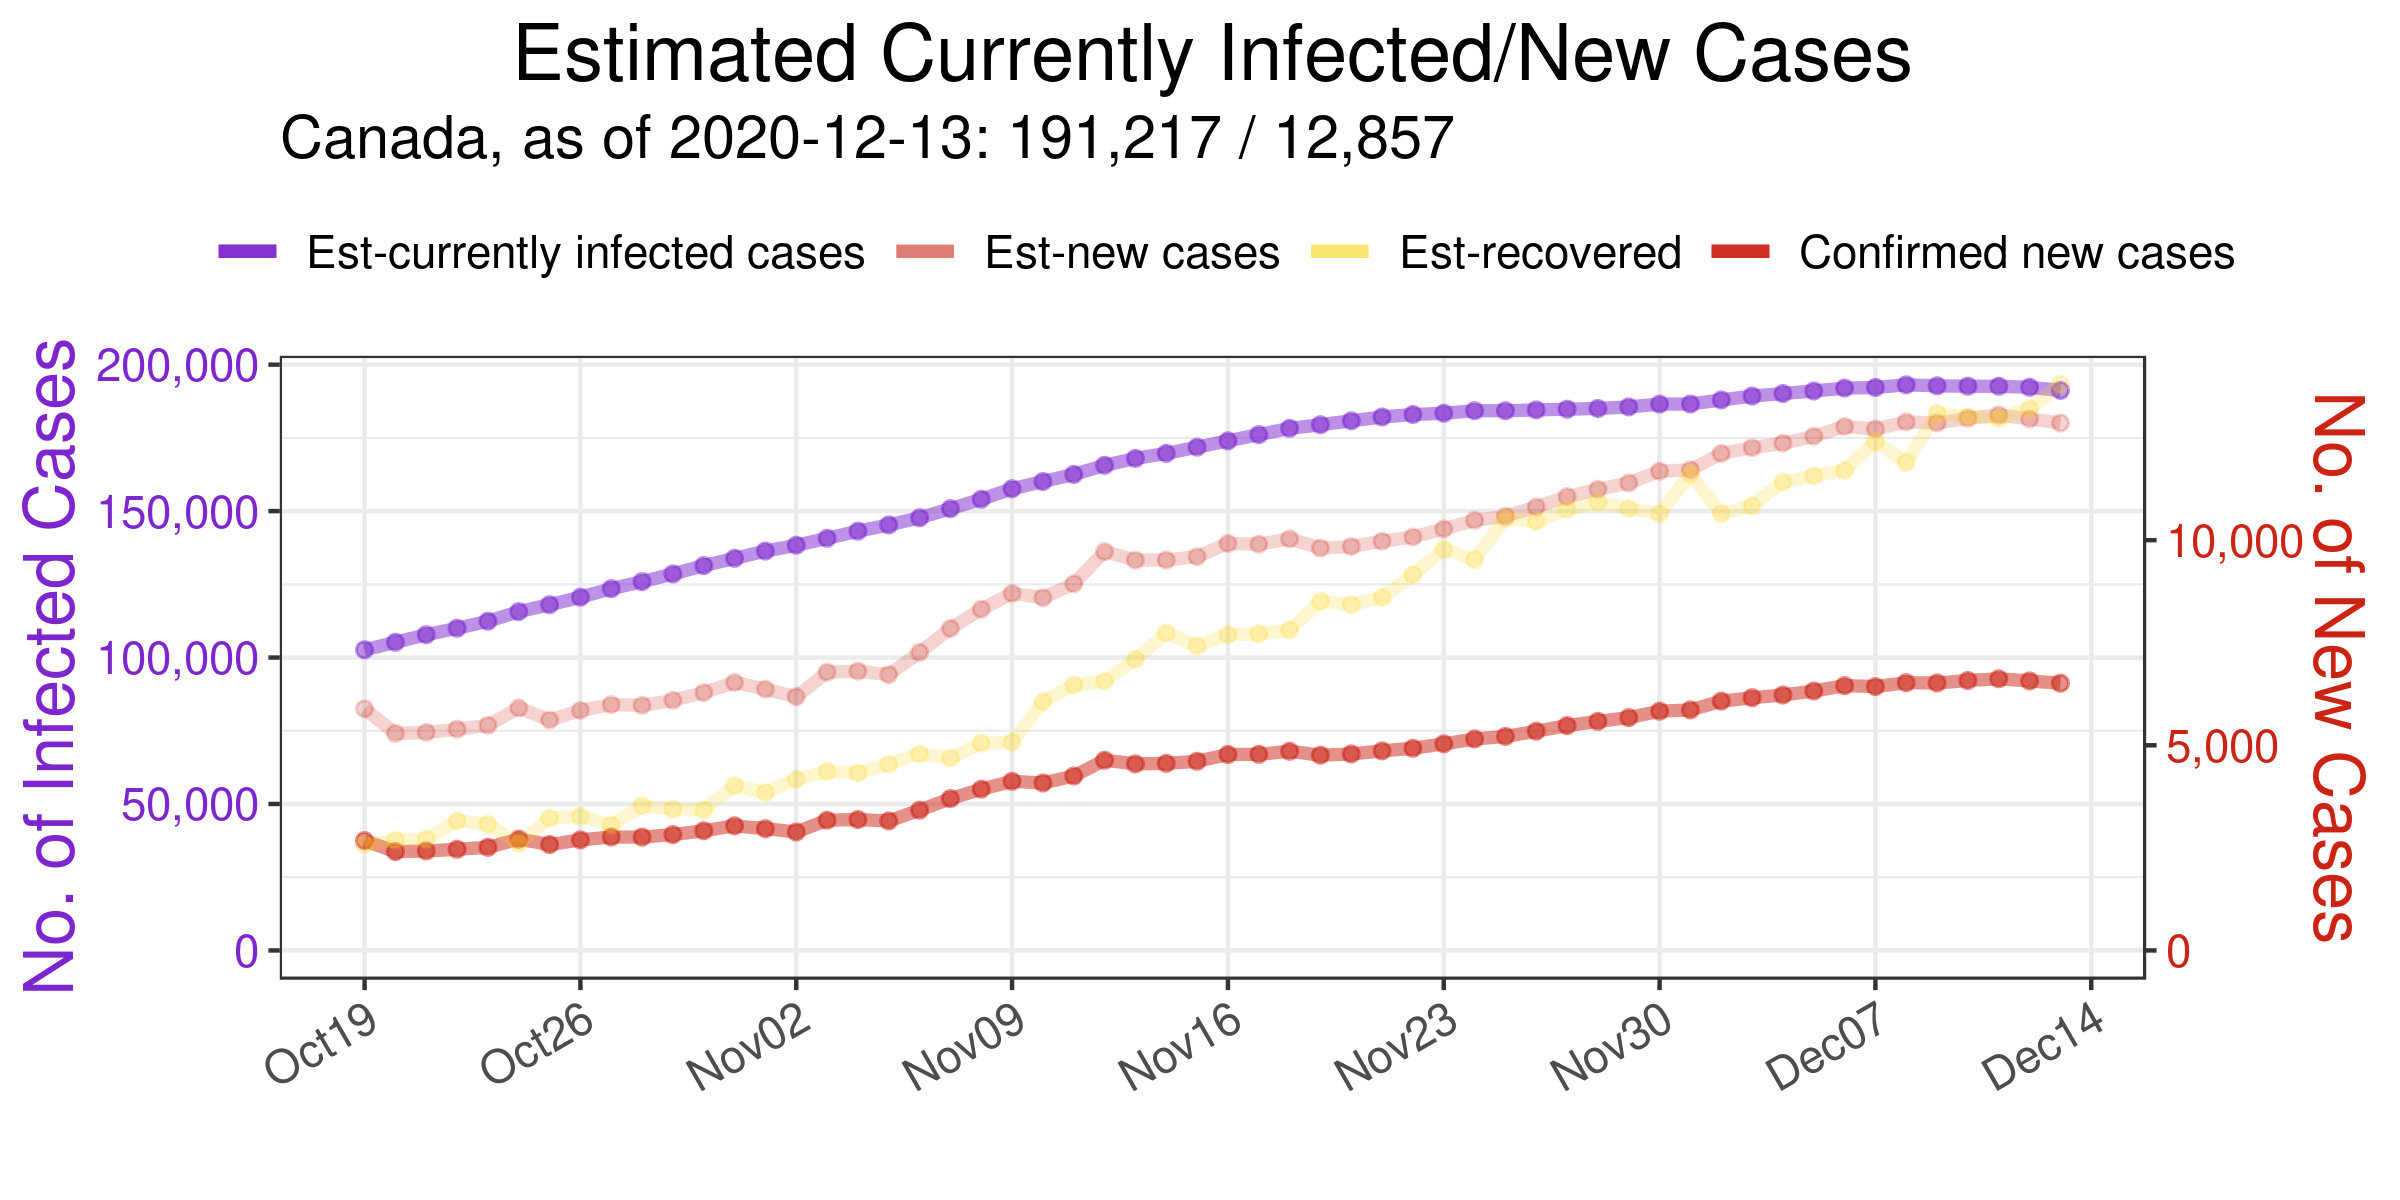 Estimated Currently Infected/New Cases
Canada, as of 2020-12-13: 191,217 / 12,857
Est-currently infected cases Est-new cases Est-recovered Confirmed new cases
No. of Infected Cases
200,000
150,000
100,000
50,000
0
No. of New Cases
10,000
5,000
0
Oct19 Oct26 Nov02 Nov09 Nov16 Nov23 Nov30 Dec07 Dec14